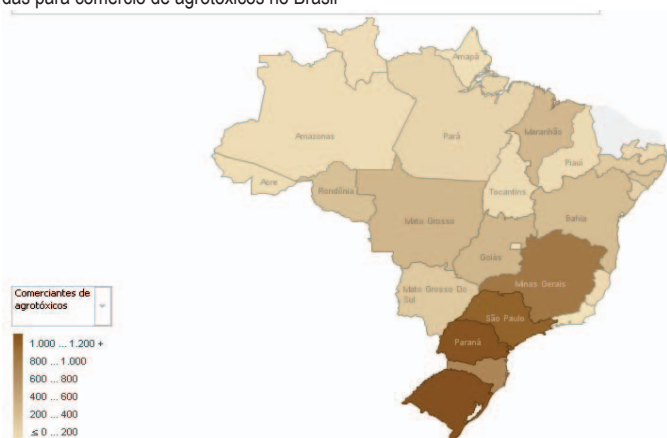 das para comércio de agrotóxicos no Brasil
Amapá
Amazonas
Pará
Maranhão
Piauí
Acre
Rondônia
Tocantins
Mato Grosso
Bahia
Goiás
Minas Gerais
Mato Grosso Do
Sul
São Paulo
Paraná
Comerciantes de
agrotóxicos
1.000 ... 1.200 +
800 ... 1.000
600 ... 800
400 ... 600
200 ... 400
≤ 0 ... 200